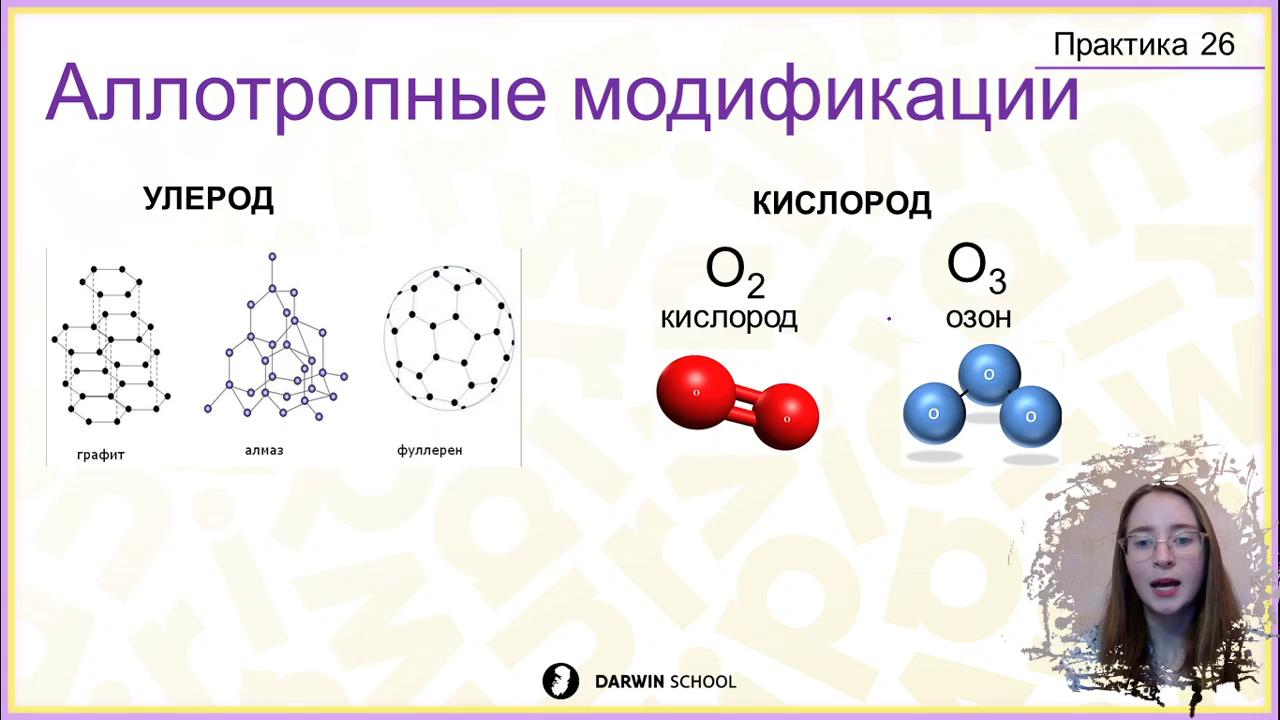 Практика 26
Аллотропные модификации
УЛЕРОД
КИСЛОРОД
O2
O3
кислород
озон
O
O
O
O
O
графит
алмаз
фуллерен
DARWIN SCHOOL